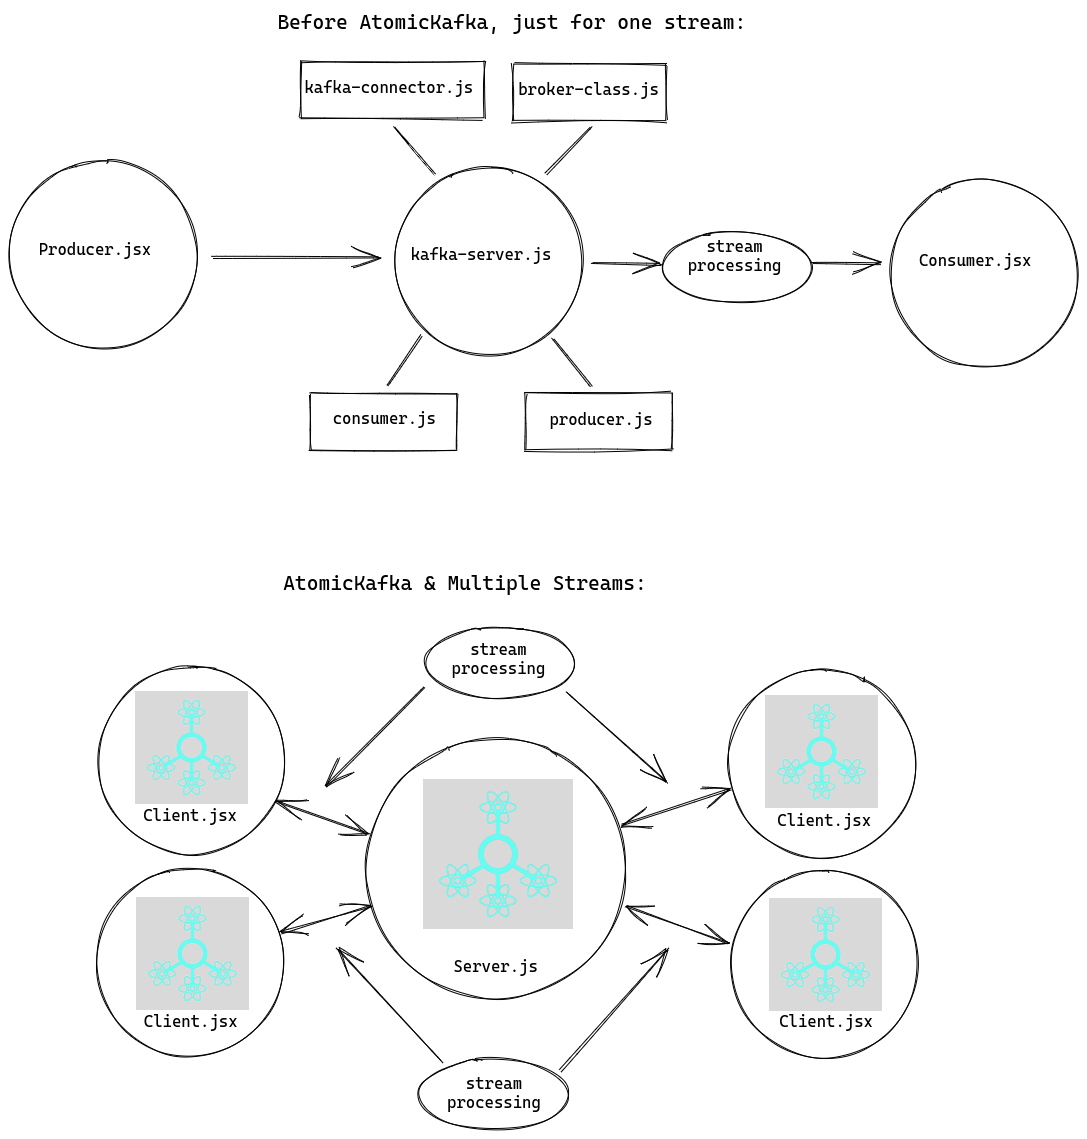 Before AtomicKafka, just for one stream:
kafka-connector.js
broker-class.js
Producer.jsx
kafka-server.js
stream
processing
Consumer.jsx
consumer.js
producer.js
AtomicKafka & Multiple Streams:
stream
processing
Client.jsx
Client.jsx
Server.js
Client.jsx
Client.jsx
stream
processing